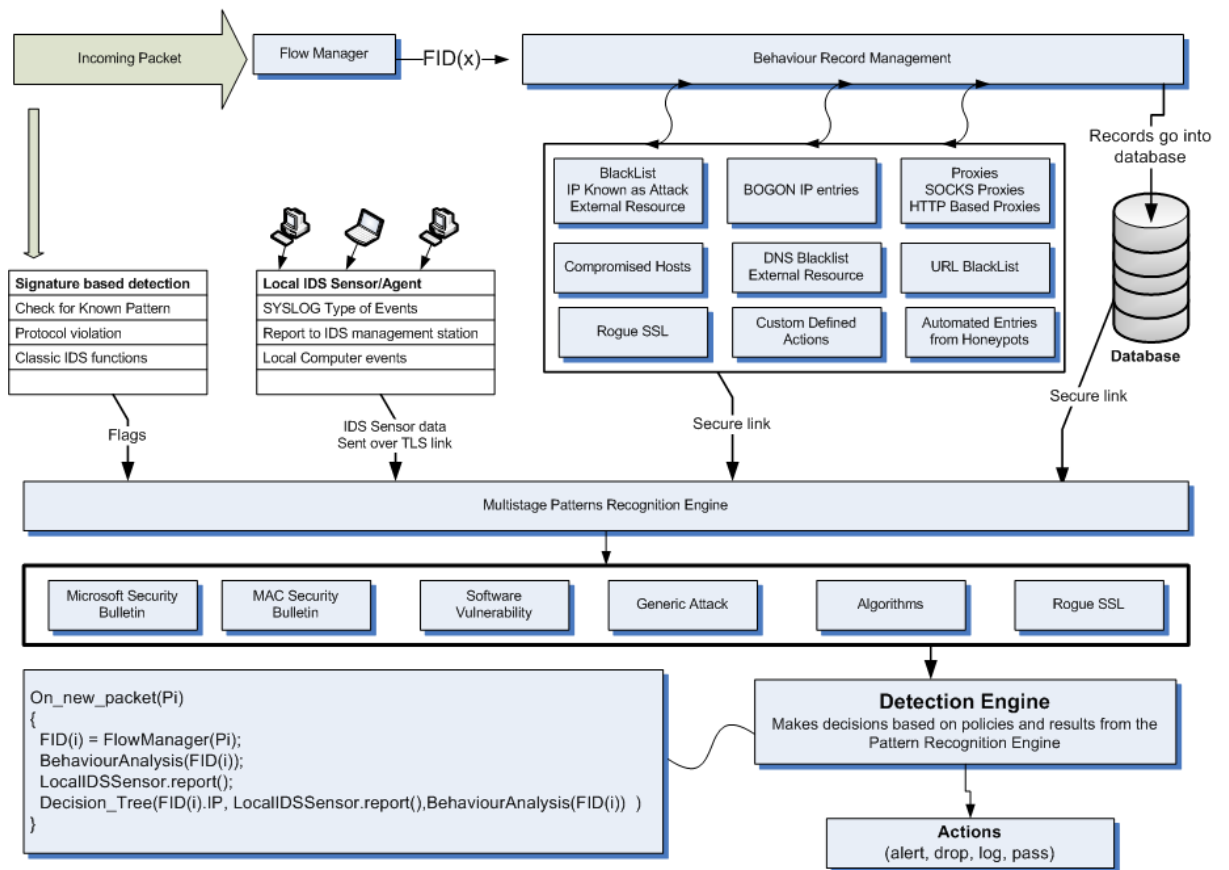 Incoming Packet
Flow Manager
FID(x)
Behaviour Record Management
Records go into
database
BlackList
IP Known as Attack
External Resource
BOGON IP entries
Proxies
SOCKS Proxies
HTTP Based Proxies
Compromised Hosts
DNS Blacklist
External Resource
URL BlackList
Rogue SSL
Custom Defined
Actions
Automated Entries
from Honeypots
Database
Signature based detection
Check for Known Pattern
Protocol violation
Classic IDS functions
Local IDS Sensor/Agent
SYSLOG Type of Events
Report to IDS management station
Local Computer events
Flags
IDS Sensor data
Sent over TLS link
Secure link
Secure link
Multistage Patterns Recognition Engine
Microsoft Security
Bulletin
MAC Security
Bulletin
Software
Vulnerability
Generic Attack
Algorithms
Rogue SSL
On_new_packet(Pi)
{
FID(i) = FlowManager(Pi);
BehaviourAnalysis(FID(i));
LocalIDSSensor.report();
Decision_Tree(FID(i).IP, LocalIDSSensor.report(),BehaviourAnalysis(FID(i)) )
}
Detection Engine
Makes decisions based on policies and results from the
Pattern Recognition Engine
Actions
(alert, drop, log, pass)